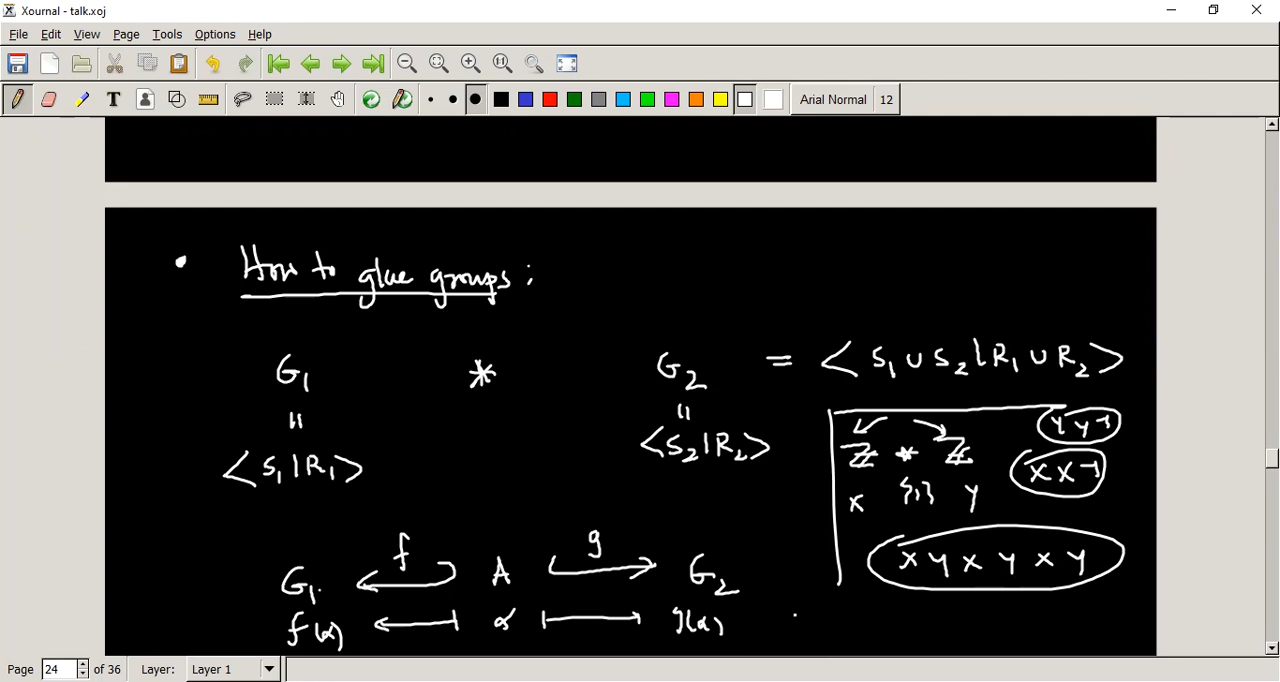 Xournal - talk.xoj
File Edit View Page Tools Options Help
Arial Normal 12
• How to glue groups :
G₁ * G₂ = < S₁ ∪ S₂ | R₁ ∪ R₂ >
||
||
< S₁ | R₁ >
< S₂ | R₂ >
ℤ * ℤ
y y⁻¹
x x⁻¹
x {1} y
x y x y x y
G₁ ← f A g → G₂
f(α) ↤ α ↦ g(α)
Page 24 of 36 Layer: Layer 1